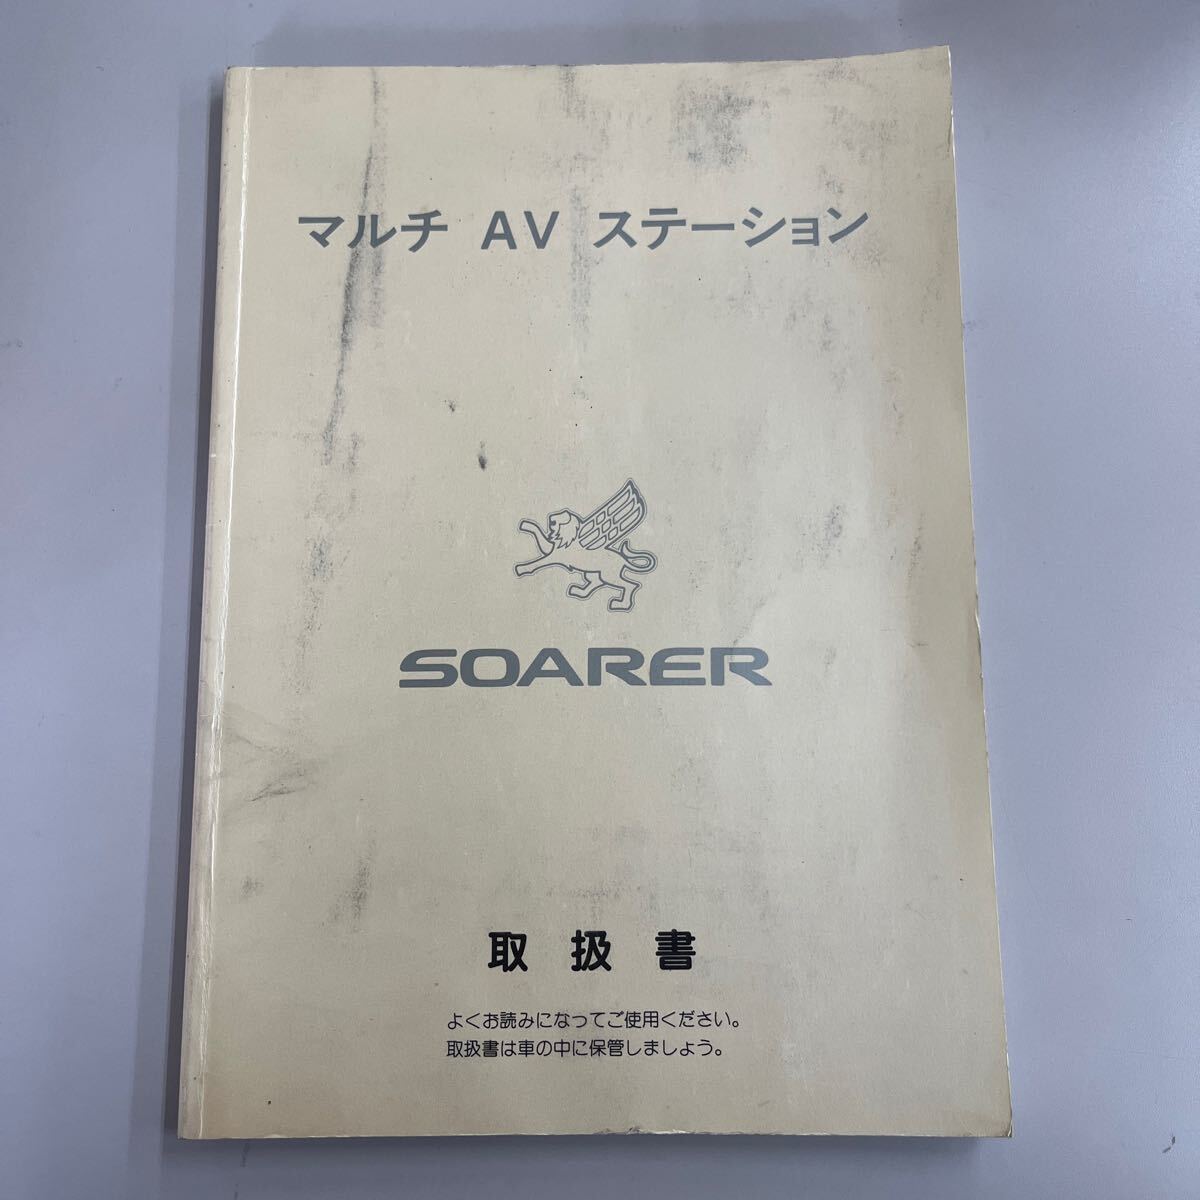 マルチ AV ステーション
SOARER
取扱書
よくお読みになってご使用ください。
取扱書は車の中に保管しましょう。